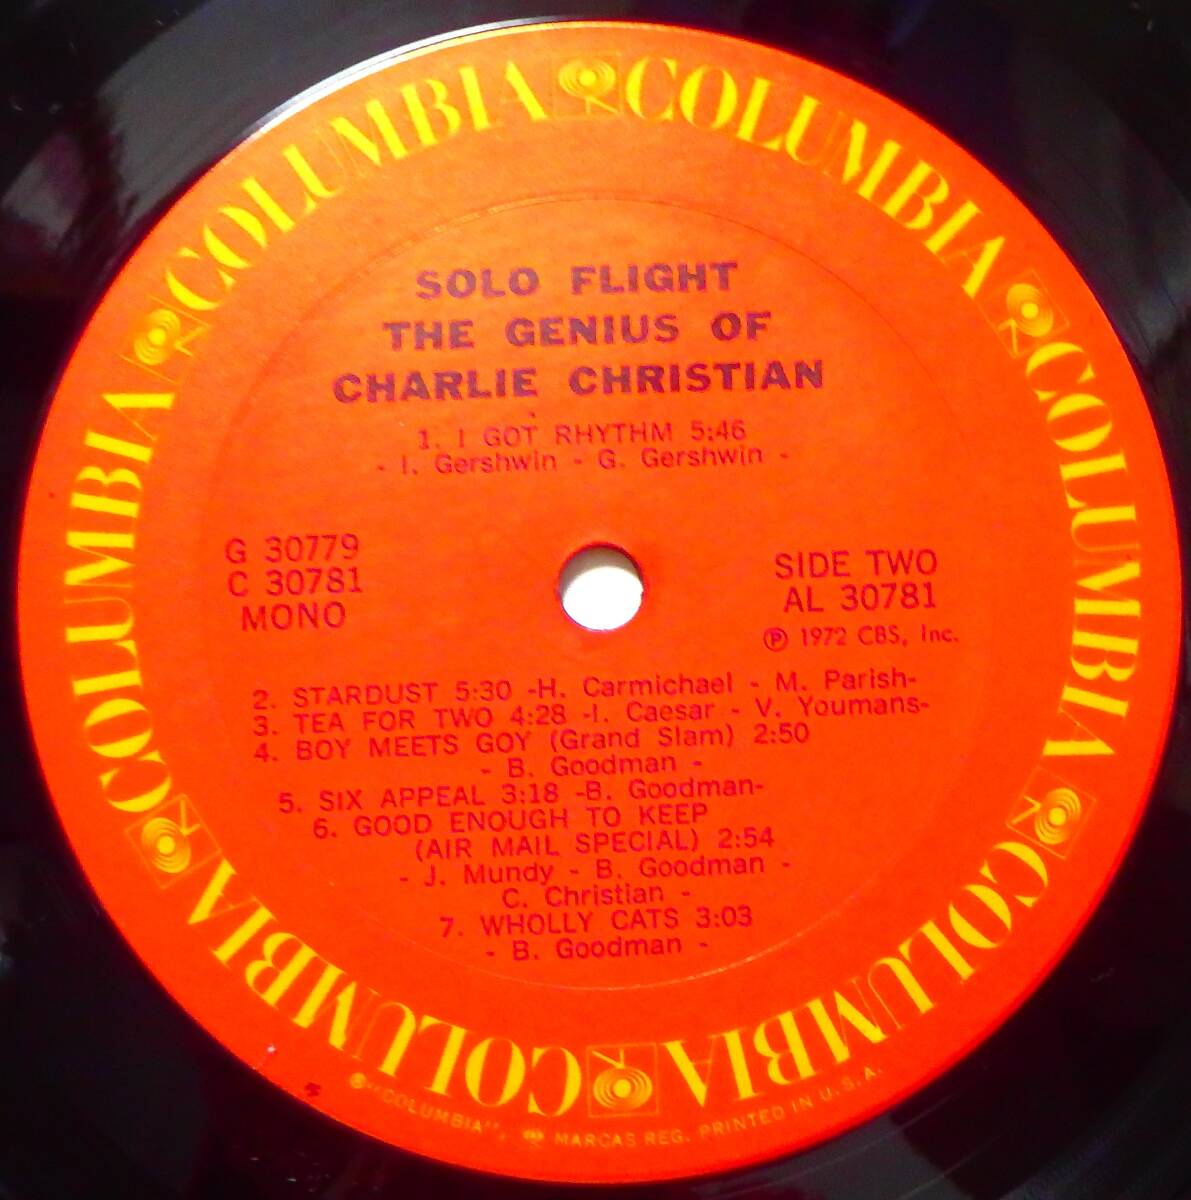 COLUMBIA COLUMBIA COLUMBIA COLUMBIA COLUMBIA COLUMBIA
SOLO FLIGHT
THE GENIUS OF
CHARLIE CHRISTIAN
1. I GOT RHYTHM 5:46
- I. Gershwin - G. Gershwin -
G 30779
C 30781
MONO
SIDE TWO
AL 30781
Ⓟ 1972 CBS, Inc.
2. STARDUST 5:30 -H. Carmichael - M. Parish-
3. TEA FOR TWO 4:28 -I. Caesar - V. Youmans-
4. BOY MEETS GOY (Grand Slam) 2:50
- B. Goodman -
5. SIX APPEAL 3:18 -B. Goodman-
6. GOOD ENOUGH TO KEEP
(AIR MAIL SPECIAL) 2:54
- J. Mundy - B. Goodman -
C. Christian -
7. WHOLLY CATS 3:03
- B. Goodman -
® "COLUMBIA", MARCAS REG. PRINTED IN U.S.A.